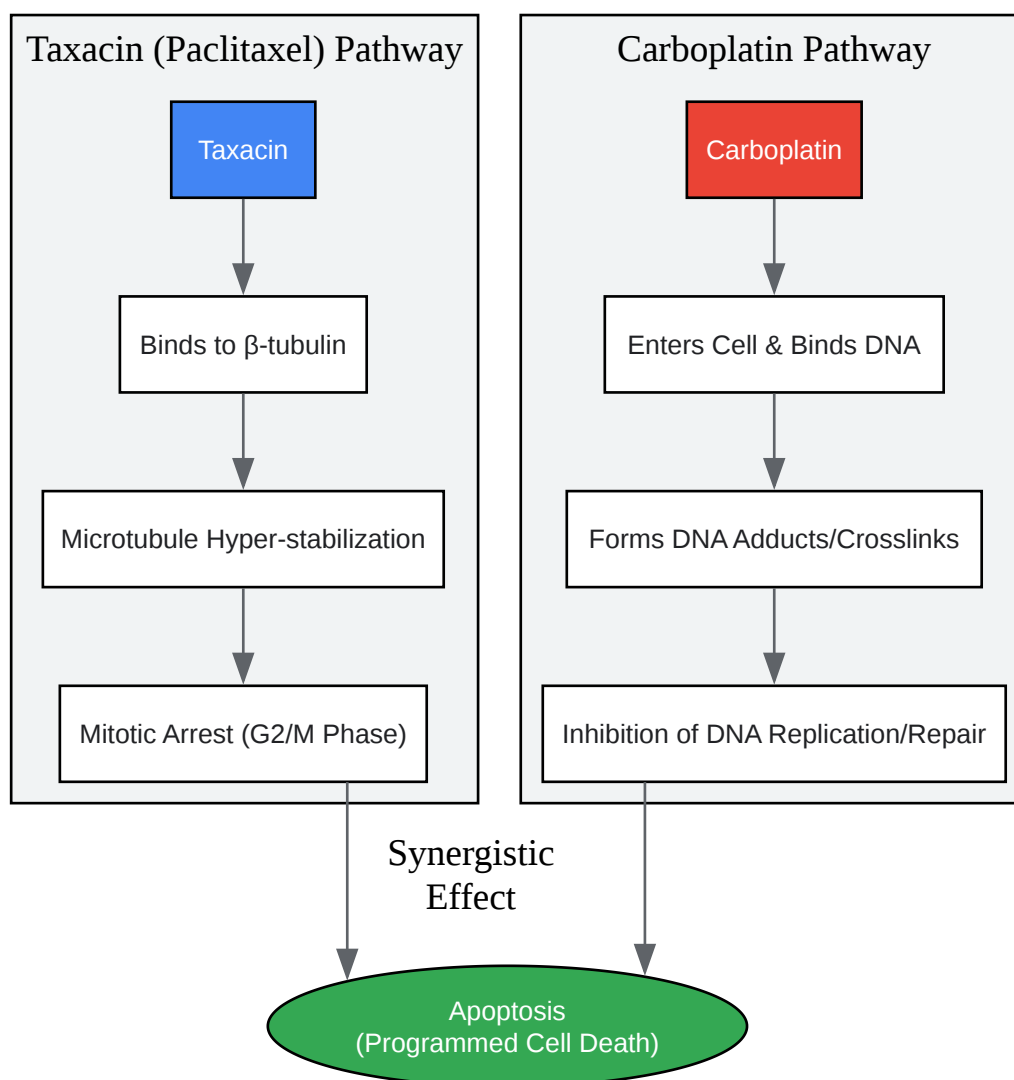 Taxacin (Paclitaxel) Pathway
Taxacin
Binds to β-tubulin
Microtubule Hyper-stabilization
Mitotic Arrest (G2/M Phase)
Carboplatin Pathway
Carboplatin
Enters Cell & Binds DNA
Forms DNA Adducts/Crosslinks
Inhibition of DNA Replication/Repair
Synergistic
Effect
Apoptosis
(Programmed Cell Death)